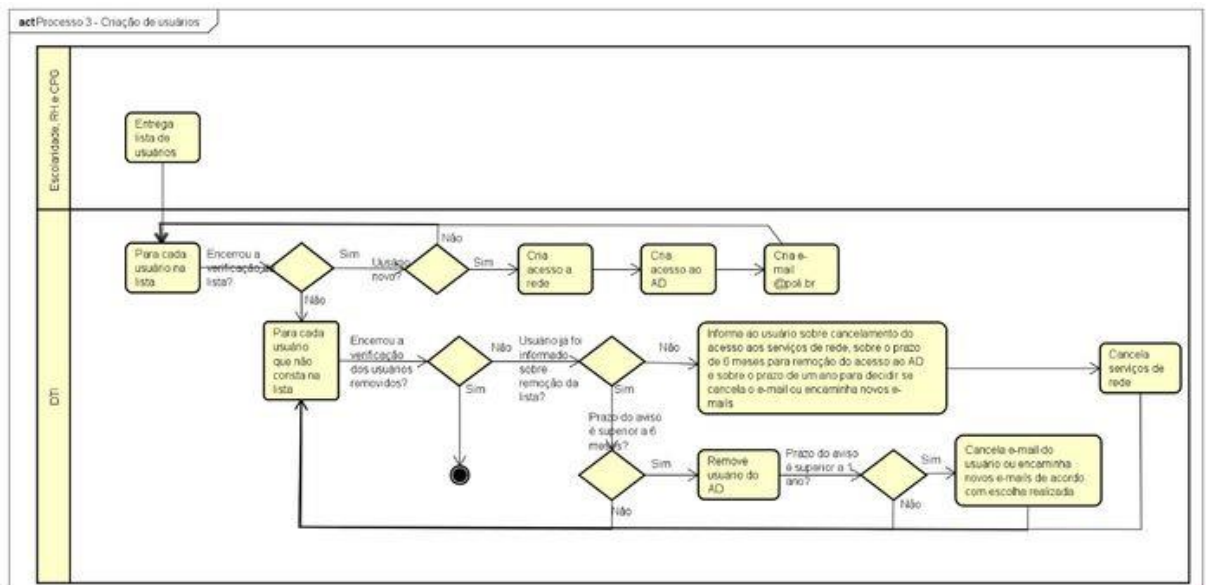 act Processo 3 - Criação de usuários
Escolaridade, RH e CPG
Entrega
lista de
usuários
DTI
Para cada
usuário na
lista
Encerrou a
verificação da
lista?
Sim
Não
Usuário
novo?
Não
Sim
Cria
acesso a
rede
Cria
acesso ao
AD
Cria e-
mail
@poli.br
Para cada
usuário
que não
consta na
lista
Encerrou a
verificação
dos usuários
removidos?
Não
Sim
Usuário já foi
informado
sobre
remoção da
lista?
Não
Informa ao usuário sobre cancelamento do
acesso aos serviços de rede, sobre o prazo
de 6 meses para remoção do acesso ao AD
e sobre o prazo de um ano para decidir se
cancela o e-mail ou encaminha novos e-
mails
Cancela
serviços de
rede
Prazo do aviso
é superior a 6
meses?
Sim
Não
Remove
usuário do
AD
Prazo do aviso
é superior a 1
ano?
Sim
Não
Cancela e-mail do
usuário ou encaminha
novos e-mails de acordo
com escolha realizada